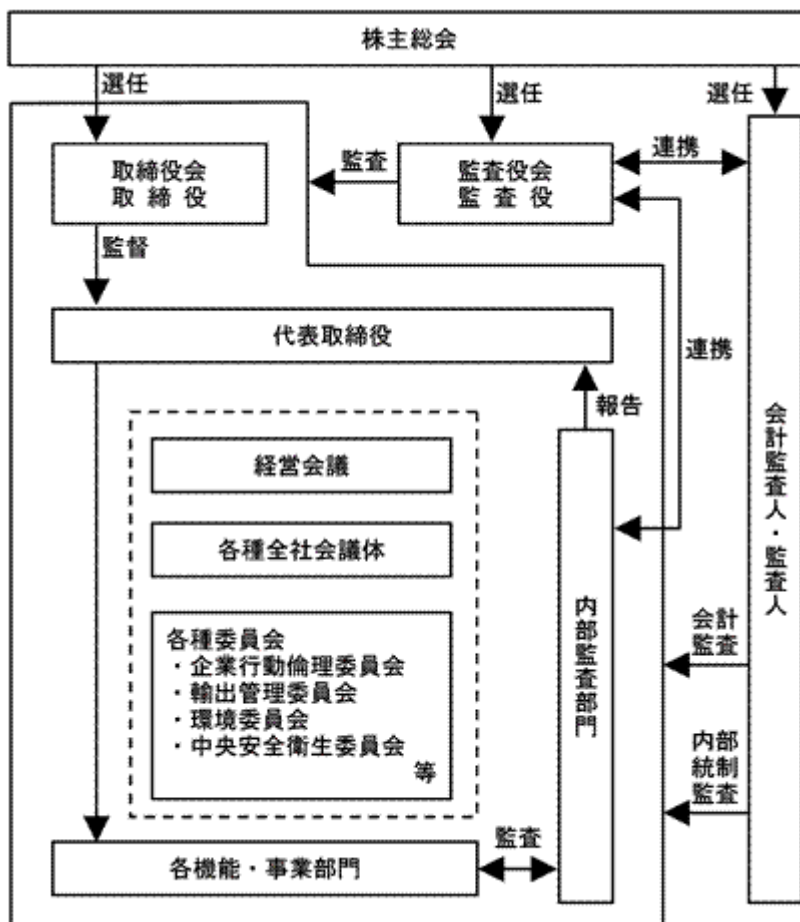 株主総会
選任
選任
選任
取締役会
取 締 役
監査
監査役会
監 査 役
連携
監督
代表取締役
連携
報告
経営会議
各種全社会議体
各種委員会
・企業行動倫理委員会
・輸出管理委員会
・環境委員会
・中央安全衛生委員会
等
内部監査部門
会計監査人・監査人
会計
監査
内部
統制
監査
各機能・事業部門
監査